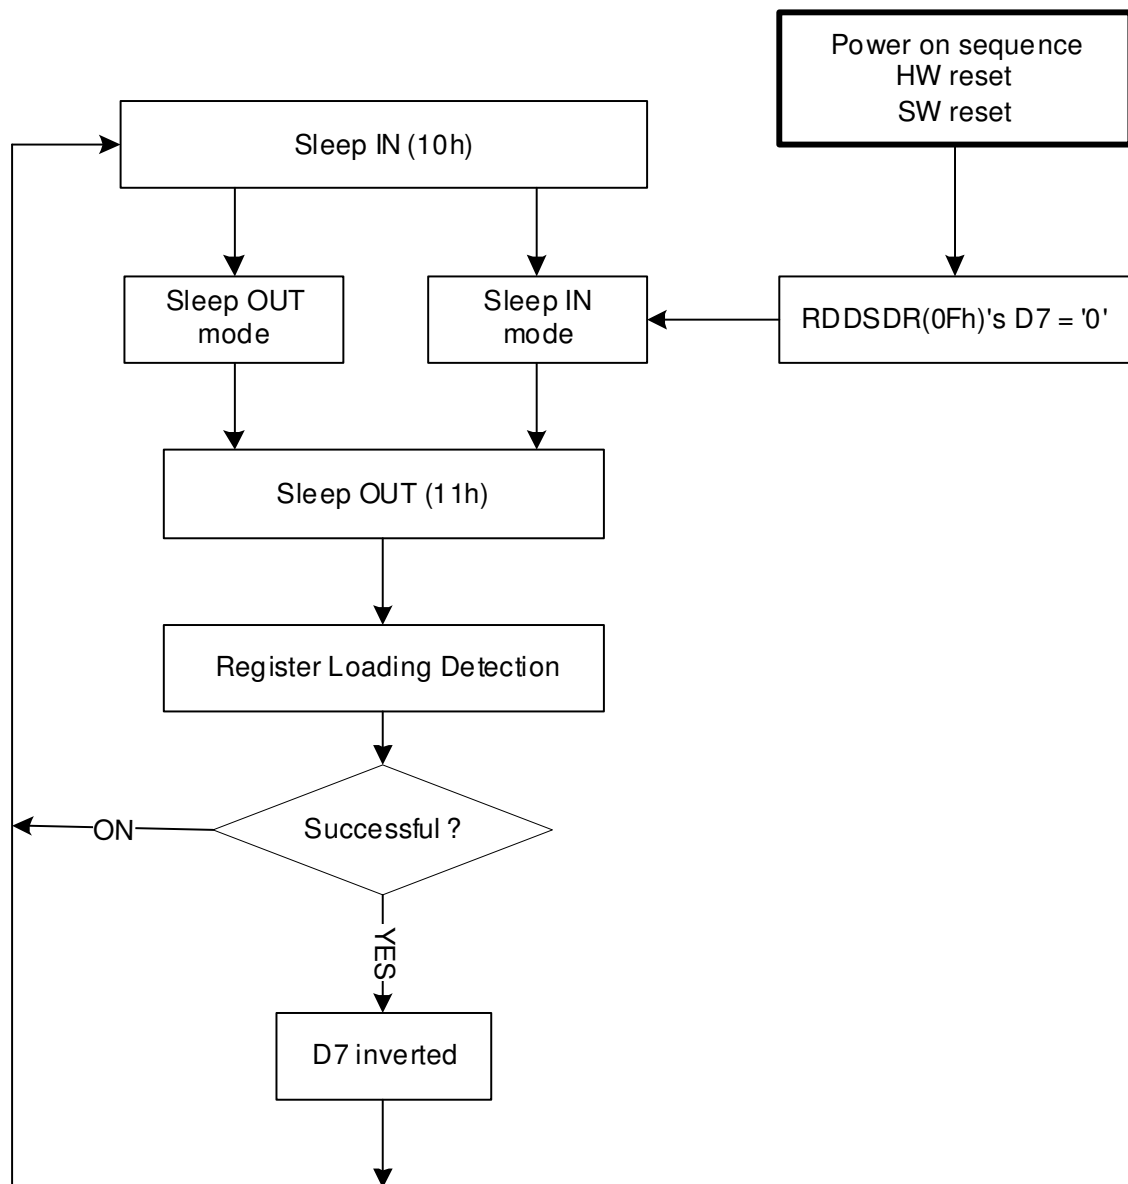 Power on sequence
HW reset
SW reset
Sleep IN (10h)
Sleep OUT
mode
Sleep IN
mode
RDDSDR(0Fh)'s D7 = '0'
Sleep OUT (11h)
Register Loading Detection
Successful ?
ON
YES
D7 inverted